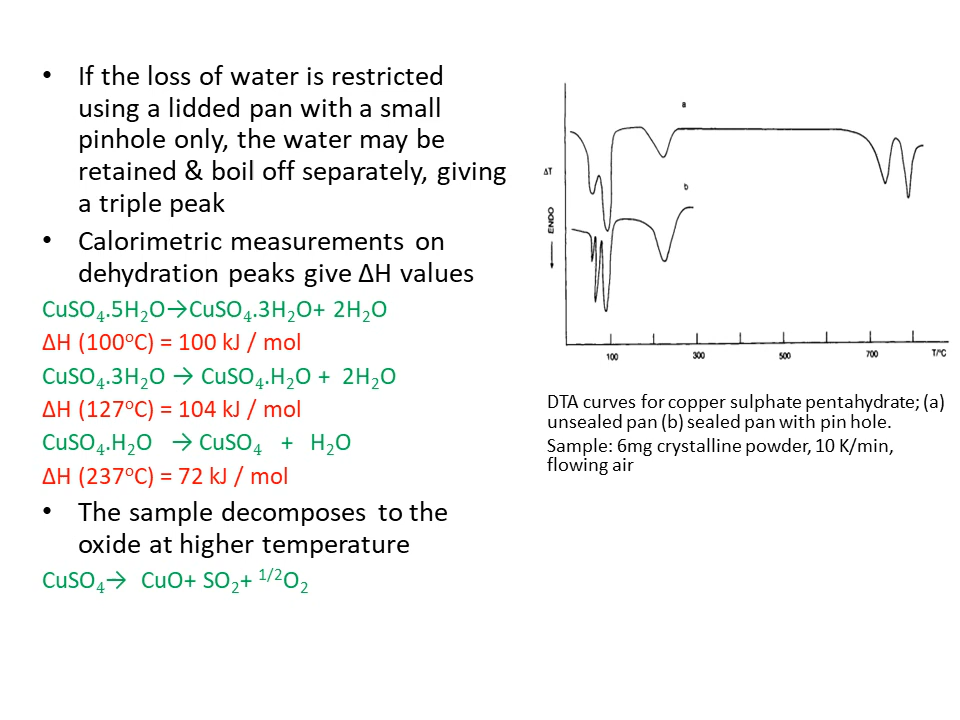 • If the loss of water is restricted
using a lidded pan with a small
pinhole only, the water may be
retained & boil off separately, giving
a triple peak
• Calorimetric measurements on
dehydration peaks give ΔH values
CuSO₄.5H₂O→CuSO₄.3H₂O+ 2H₂O
ΔH (100°C) = 100 kJ / mol
CuSO₄.3H₂O → CuSO₄.H₂O + 2H₂O
ΔH (127°C) = 104 kJ / mol
CuSO₄.H₂O → CuSO₄ + H₂O
ΔH (237°C) = 72 kJ / mol
• The sample decomposes to the
oxide at higher temperature
CuSO₄→ CuO+ SO₂+ ¹/²O₂
a
ΔT
b
ENDO
100 300 500 700 T/°C
DTA curves for copper sulphate pentahydrate; (a)
unsealed pan (b) sealed pan with pin hole.
Sample: 6mg crystalline powder, 10 K/min,
flowing air